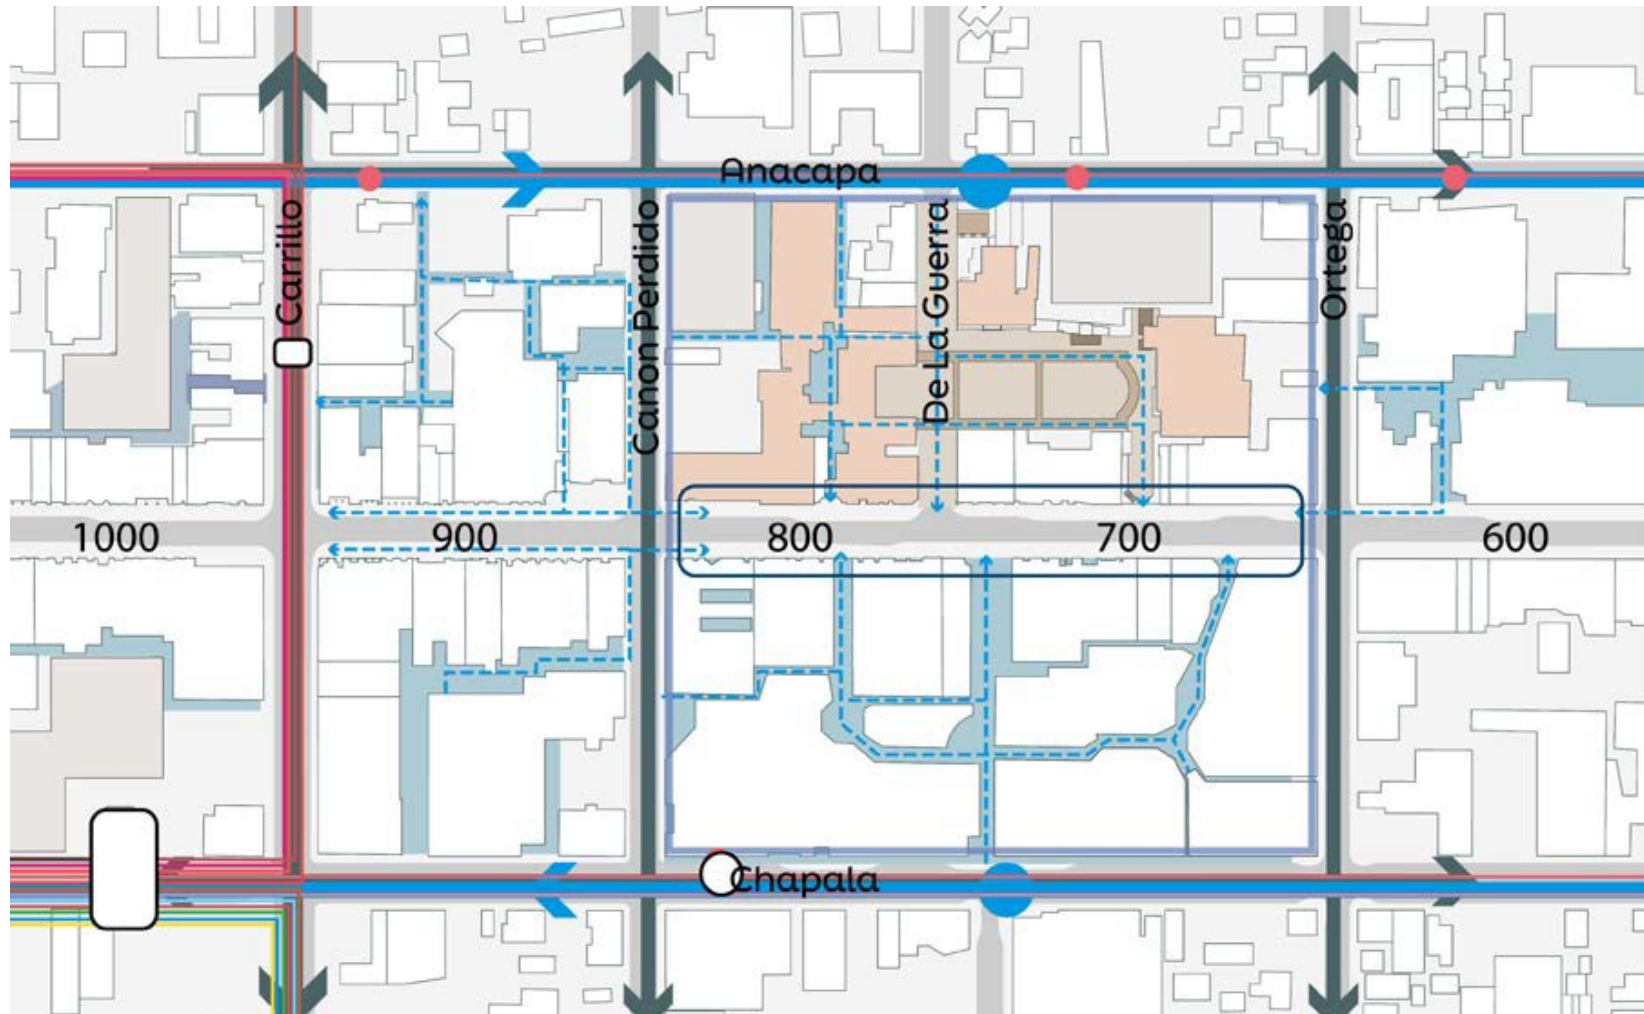 Anacapa
Carrillo
Canon Perdido
De La Guerra
Ortega
1000
900
800
700
600
Chapala